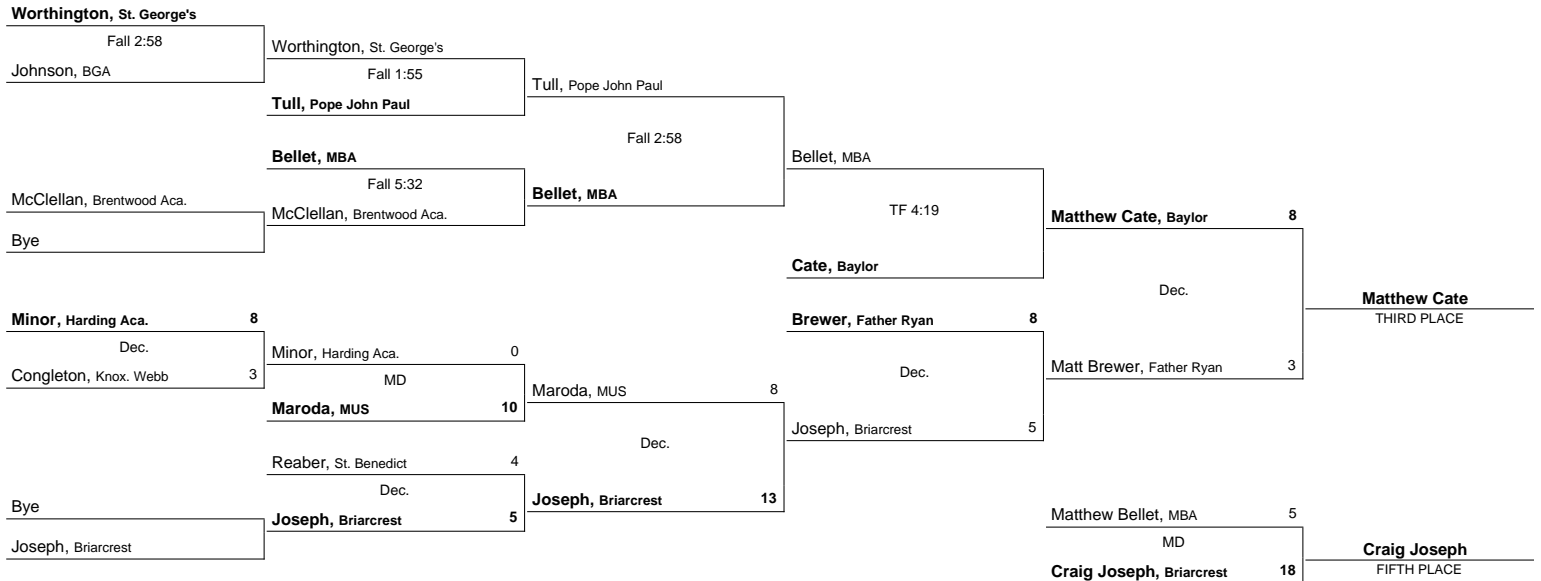 Worthington, St. George's
Fall 2:58
Johnson, BGA
McClellan, Brentwood Aca.
Bye
Minor, Harding Aca. 8
Dec.
Congleton, Knox. Webb 3
Bye
Joseph, Briarcrest
Worthington, St. George's
Fall 1:55
Tull, Pope John Paul
Bellet, MBA
Fall 5:32
McClellan, Brentwood Aca.
Minor, Harding Aca. 0
MD
Maroda, MUS 10
Reaber, St. Benedict 4
Dec.
Joseph, Briarcrest 5
Tull, Pope John Paul
Fall 2:58
Bellet, MBA
Maroda, MUS 8
Dec.
Joseph, Briarcrest 13
Bellet, MBA
TF 4:19
Cate, Baylor
Brewer, Father Ryan 8
Dec.
Joseph, Briarcrest 5
Matthew Cate, Baylor 8
Dec.
Matt Brewer, Father Ryan 3
Matthew Cate
THIRD PLACE
Matthew Bellet, MBA 5
MD
Craig Joseph, Briarcrest 18
Craig Joseph
FIFTH PLACE